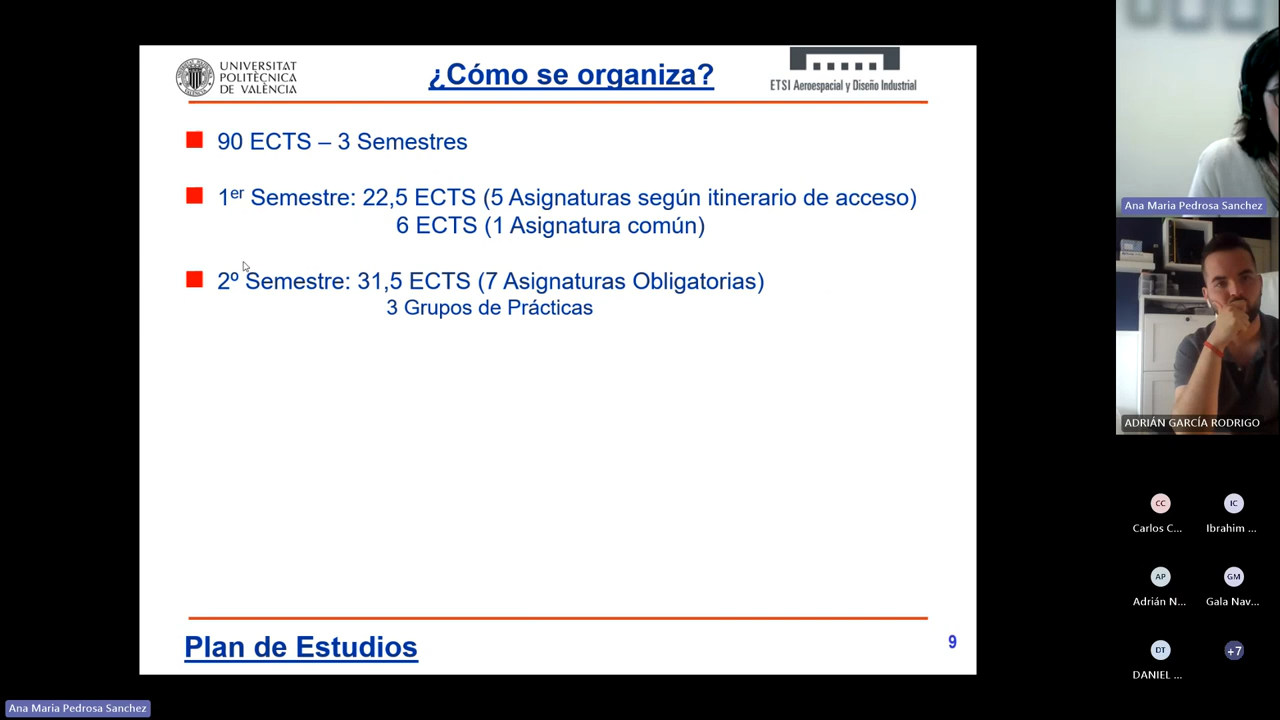 UNIVERSITAT
POLITÈCNICA
DE VALÈNCIA
¿Cómo se organiza?
ETSI Aeroespacial y Diseño Industrial
90 ECTS – 3 Semestres
1er Semestre: 22,5 ECTS (5 Asignaturas según itinerario de acceso)
6 ECTS (1 Asignatura común)
2º Semestre: 31,5 ECTS (7 Asignaturas Obligatorias)
3 Grupos de Prácticas
Plan de Estudios
9
Ana Maria Pedrosa Sanchez
Ana Maria Pedrosa Sanchez
ADRIÁN GARCÍA RODRIGO
CC
IC
Carlos C...
Ibrahim ...
AP
GM
Adrián N...
Gala Nav...
DT
+7
DANIEL ...